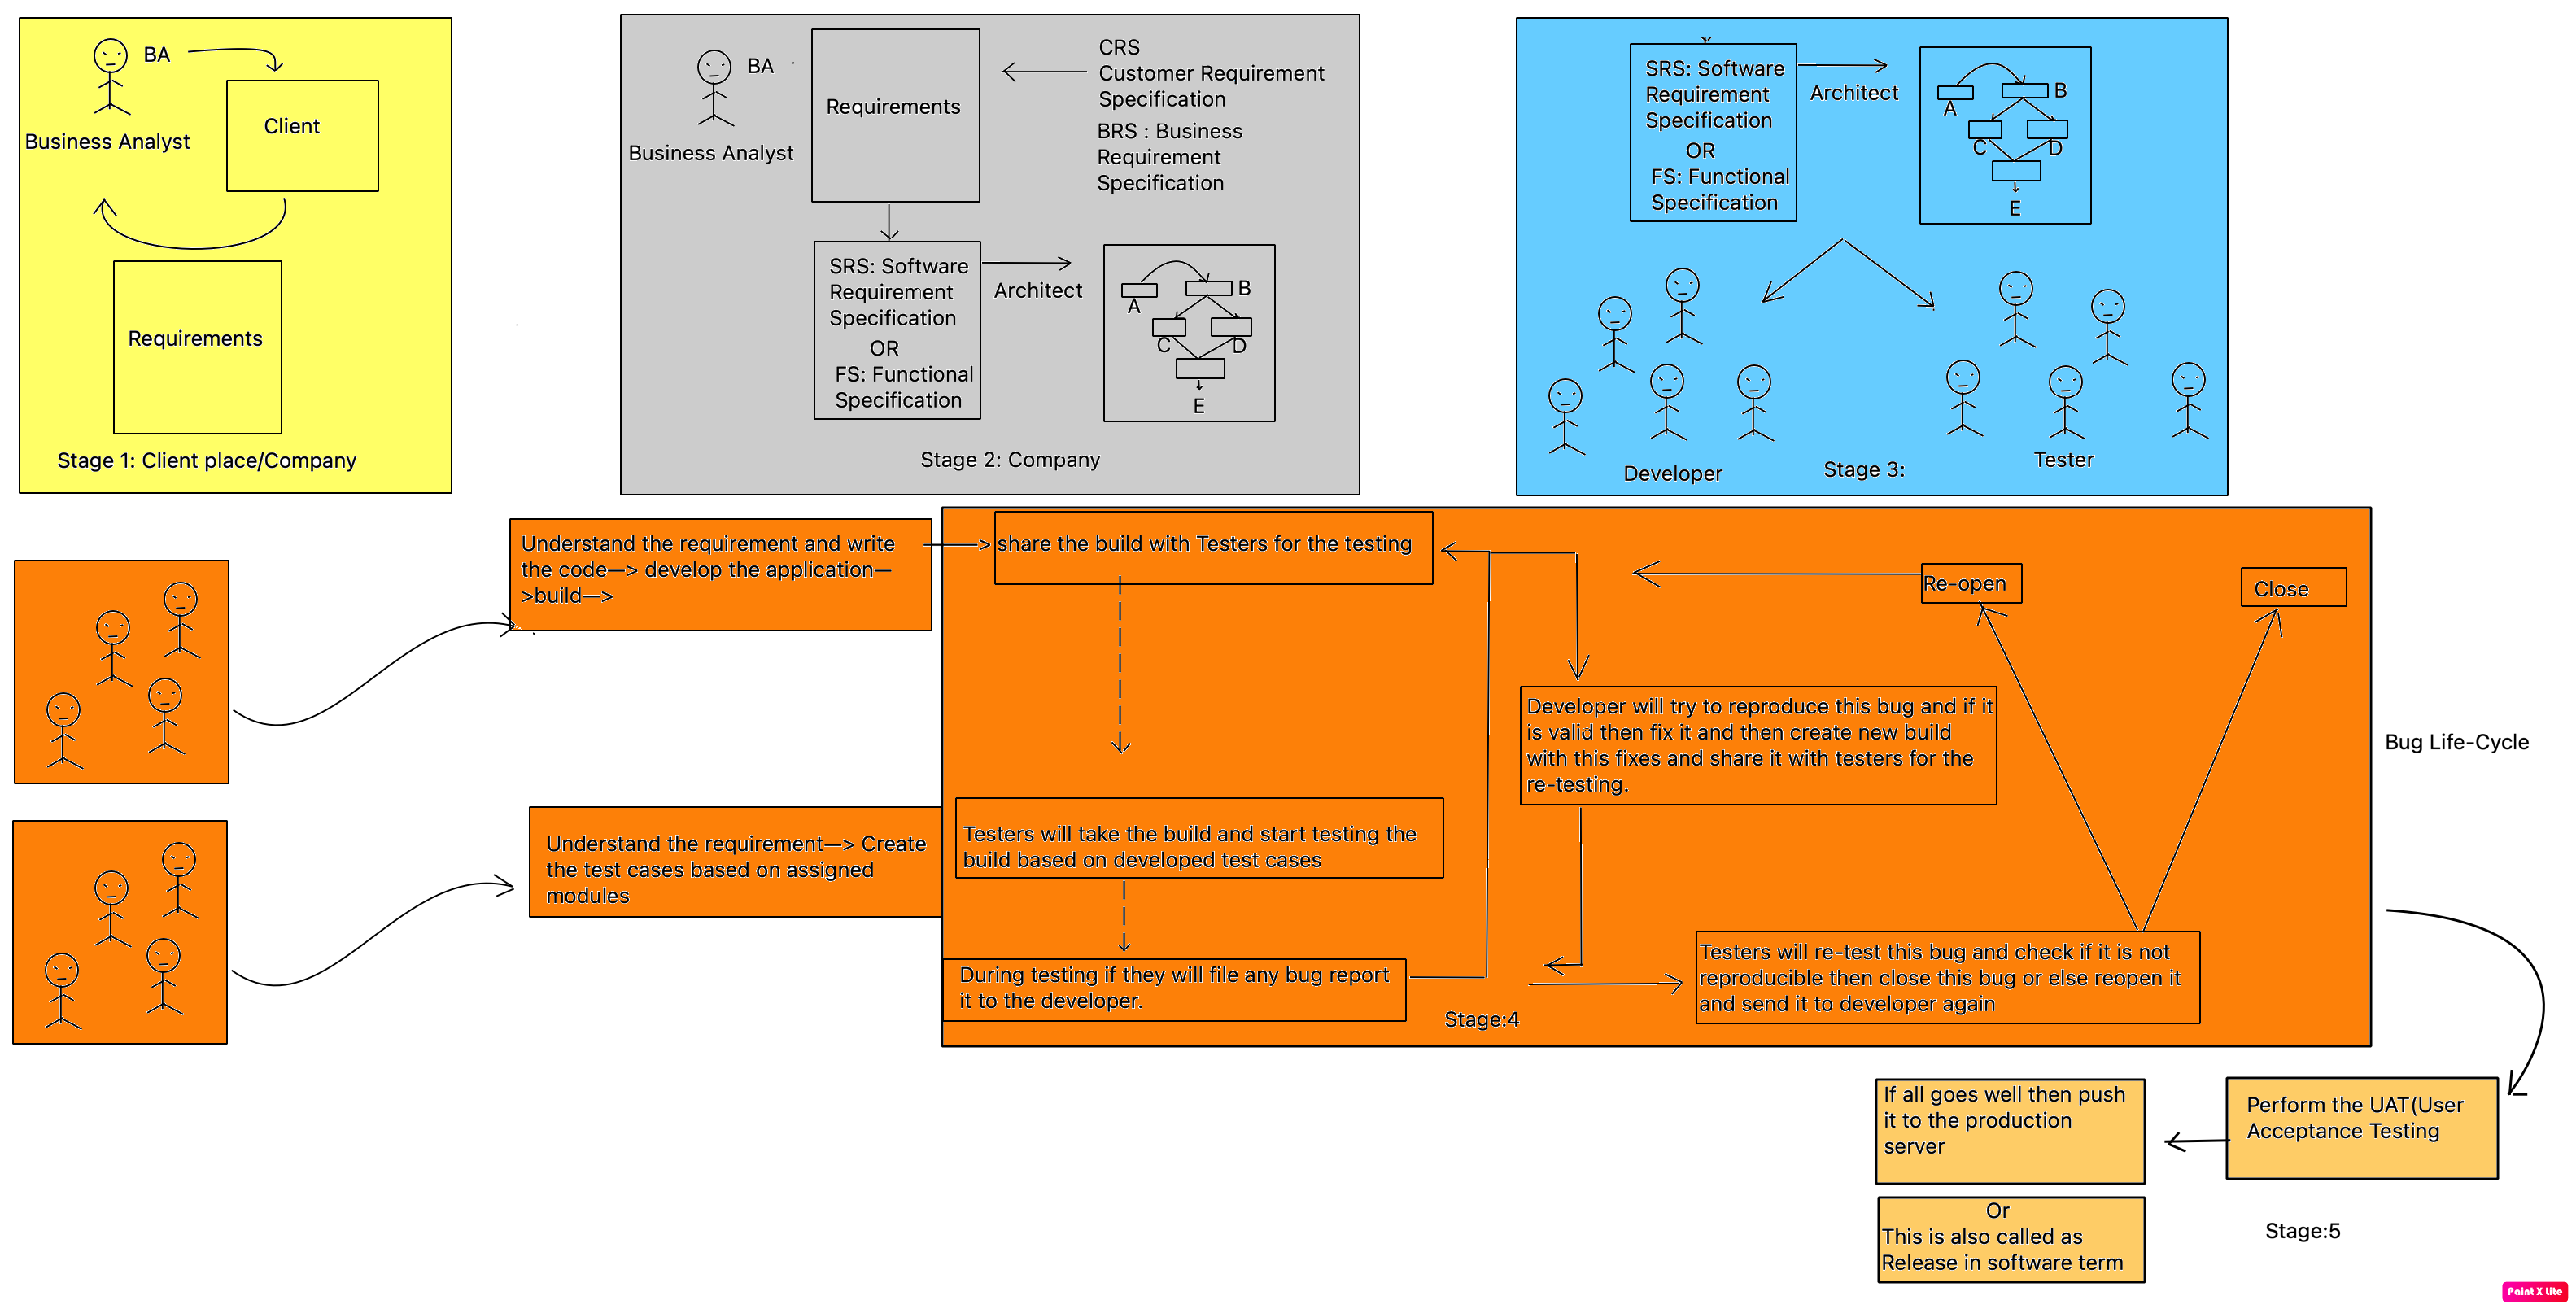 BA
Client
Business Analyst
Requirements
Stage 1: Client place/Company
BA
Business Analyst
Requirements
CRS
Customer Requirement
Specification
BRS : Business
Requirement
Specification
SRS: Software
Requirement
Specification
OR
FS: Functional
Specification
Architect
A
B
C
D
E
Stage 2: Company
SRS: Software
Requirement
Specification
OR
FS: Functional
Specification
Architect
A
B
C
D
E
Developer
Stage 3:
Tester
Understand the requirement and write
the code—> develop the application—
>build—>
> share the build with Testers for the testing
Re-open
Close
Developer will try to reproduce this bug and if it
is valid then fix it and then create new build
with this fixes and share it with testers for the
re-testing.
Bug Life-Cycle
Understand the requirement—> Create
the test cases based on assigned
modules
Testers will take the build and start testing the
build based on developed test cases
During testing if they will file any bug report
it to the developer.
Stage:4
Testers will re-test this bug and check if it is not
reproducible then close this bug or else reopen it
and send it to developer again
If all goes well then push
it to the production
server
Perform the UAT(User
Acceptance Testing
Or
This is also called as
Release in software term
Stage:5
Paint X Lite